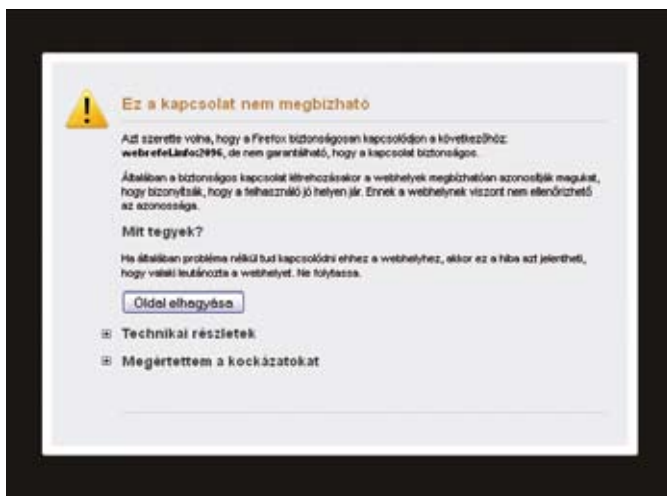 Ez a kapcsolat nem megbízható
Azt szerette volna, hogy a Firefox biztonságosan kapcsolódjon a következőhöz:
webrefel.info:2096, de nem garantálható, hogy a kapcsolat biztonságos.
Általában a biztonságos kapcsolat létrehozásakor a webhelyek megbízhatóan azonosítják magukat,
hogy bizonyítsák, hogy a felhasználó jó helyen jár. Ennek a webhelynek viszont nem ellenőrizhető
az azonossága.
Mit tegyek?
Ha általában probléma nélkül tud kapcsolódni ehhez a webhelyhez, akkor ez a hiba azt jelentheti,
hogy valaki leutánozta a webhelyet. Ne folytassa.
Oldal elhagyása
Technikai részletek
Megértettem a kockázatokat